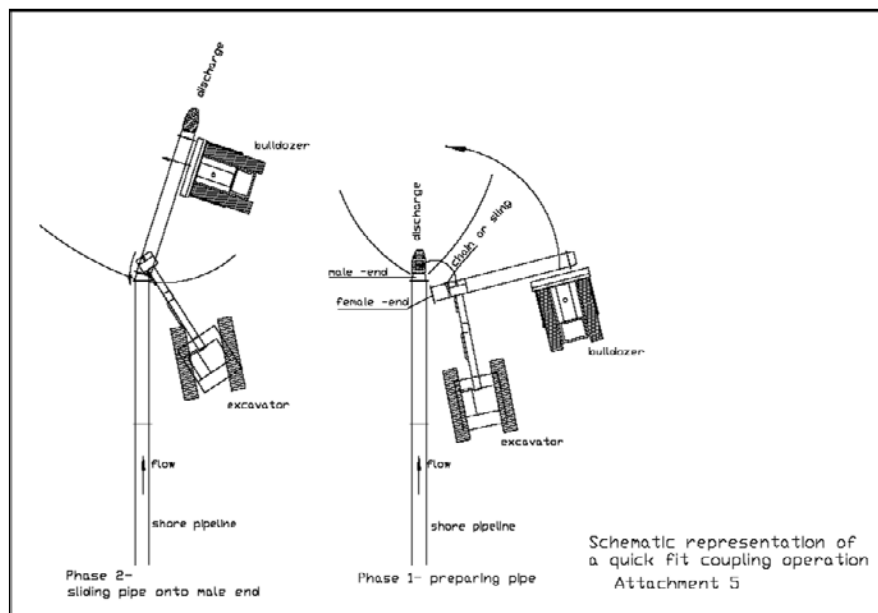 discharge
bulldozer
excavator
flow
shore pipeline
Phase 2-
sliding pipe onto male end
discharge
chain or sling
male -end
female -end
bulldozer
excavator
flow
shore pipeline
Phase 1- preparing pipe
Schematic representation of
a quick fit coupling operation
Attachment 5